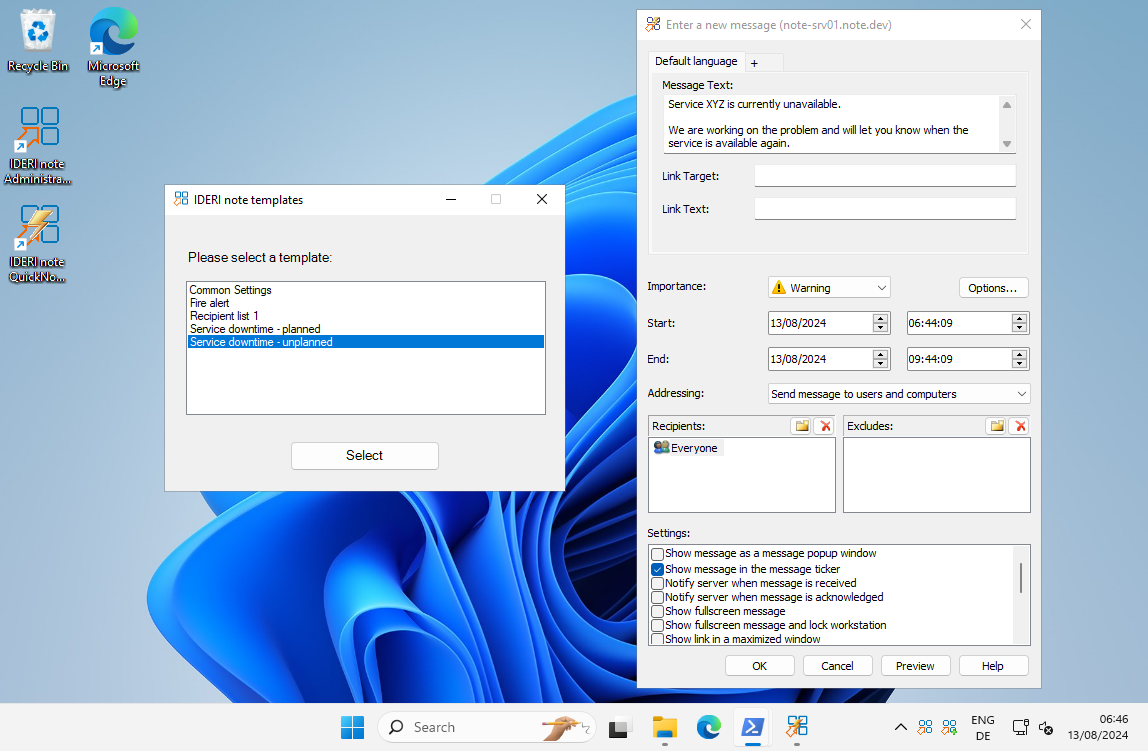 Recycle Bin
Microsoft
Edge
IDERI note
Administra...
IDERI note
QuickNo...
IDERI note templates
Please select a template:
Common Settings
Fire alert
Recipient list 1
Service downtime - planned
Service downtime - unplanned
Select
Enter a new message (note-srv01.note.dev)
Default language +
Message Text:
Service XYZ is currently unavailable.
We are working on the problem and will let you know when the
service is available again.
Link Target:
Link Text:
Importance: Warning Options...
Start: 13/08/2024 06:44:09
End: 13/08/2024 09:44:09
Addressing: Send message to users and computers
Recipients: Excludes:
Everyone
Settings:
Show message as a message popup window
Show message in the message ticker
Notify server when message is received
Notify server when message is acknowledged
Show fullscreen message
Show fullscreen message and lock workstation
Show link in a maximized window
OK Cancel Preview Help
Search
ENG
DE
06:46
13/08/2024